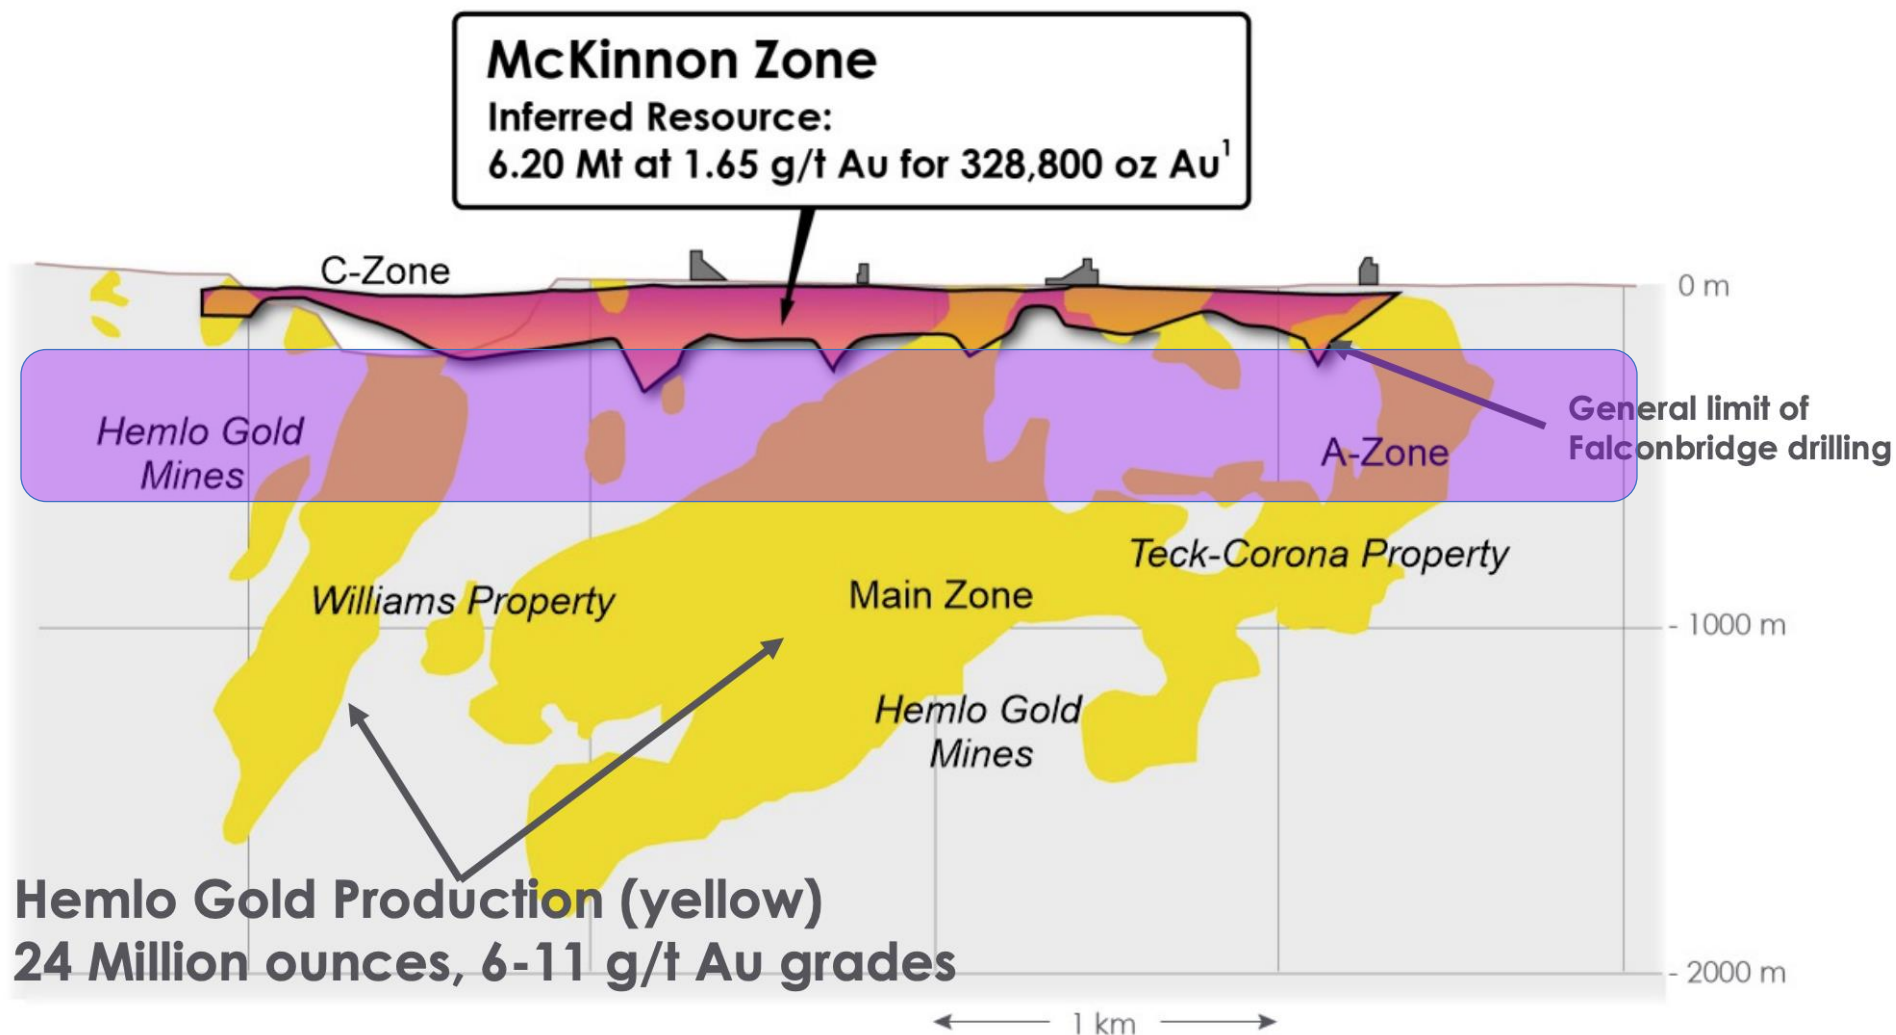 McKinnon Zone
Inferred Resource:
6.20 Mt at 1.65 g/t Au for 328,800 oz Au¹
C-Zone
0 m
General limit of
Falconbridge drilling
Hemlo Gold
Mines
A-Zone
Teck-Corona Property
Williams Property
Main Zone
- 1000 m
Hemlo Gold
Mines
Hemlo Gold Production (yellow)
24 Million ounces, 6-11 g/t Au grades
- 2000 m
1 km